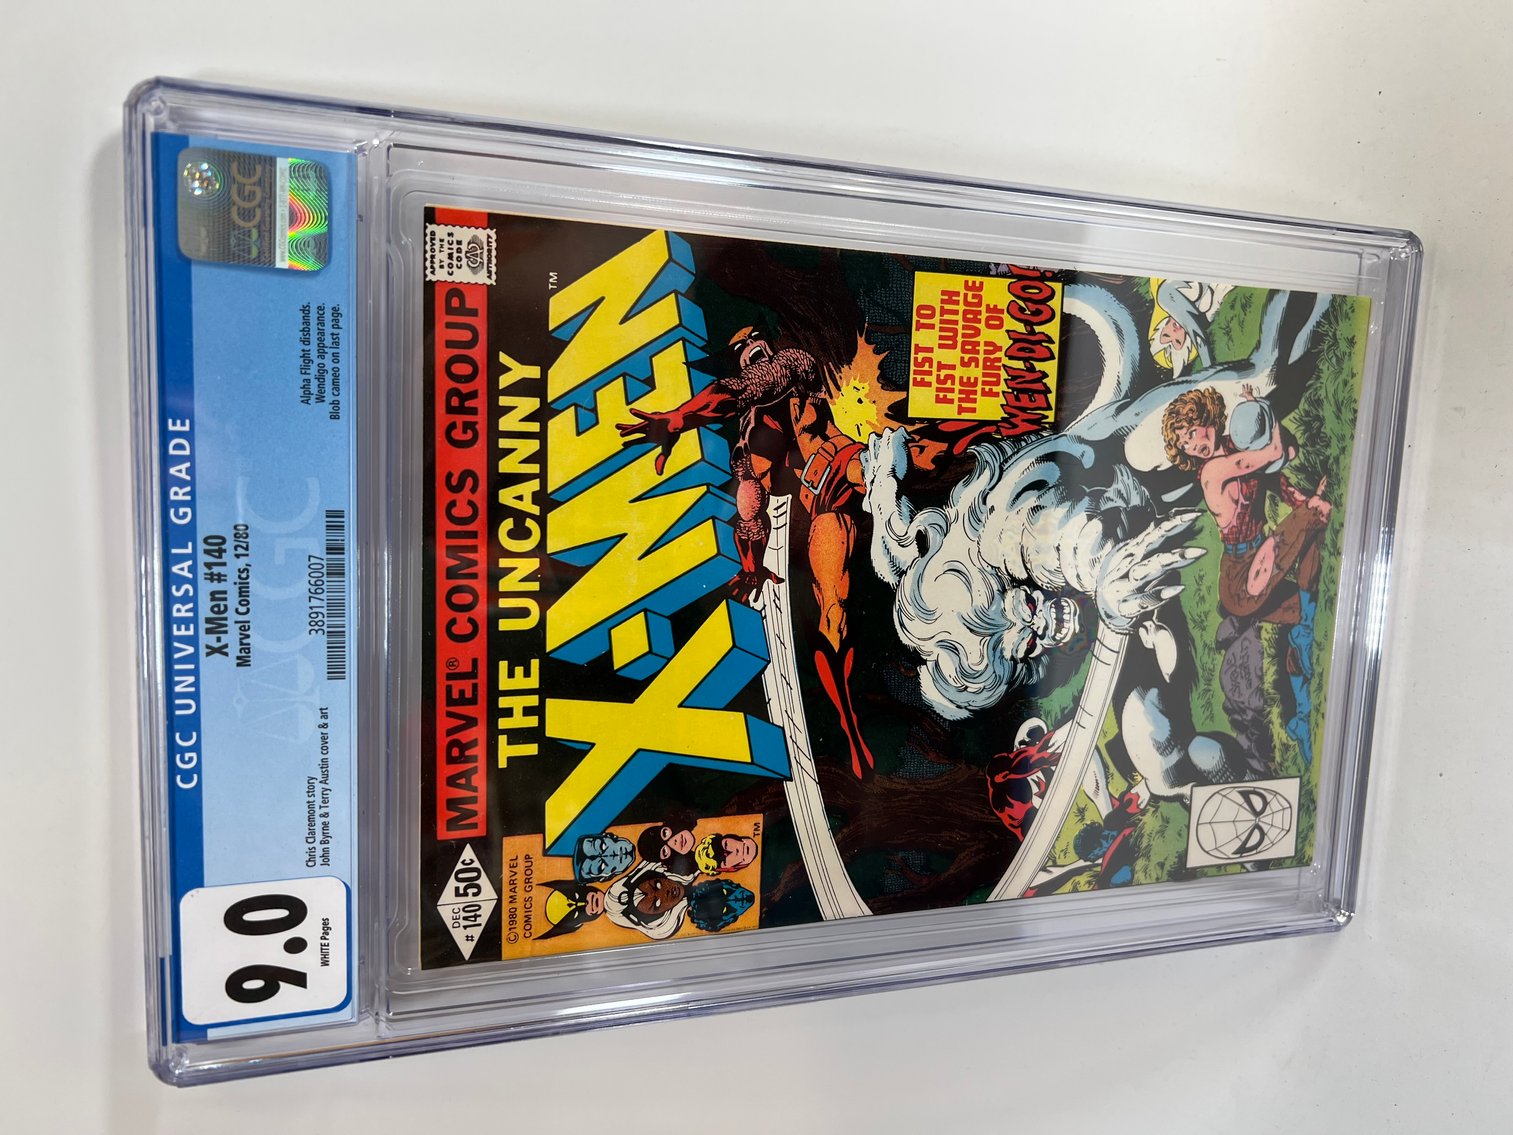 CGC UNIVERSAL GRADE
9.0
WHITE Pages
X-Men #140
Marvel Comics, 12/80
Chris Claremont story
John Byrne & Terry Austin cover & art
3891766007
Alpha Flight disbands.
Wendigo appearance.
Blob cameo on last page.
CGC
CGC
MARVEL® COMICS GROUP
APPROVED
BY THE
COMICS
CODE
CA
AUTHORITY
50¢
DEC
# 140
©1980 MARVEL
COMICS GROUP
THE UNCANNY
X-MEN
TM
TM
FIST TO
FIST WITH
THE SAVAGE
FURY OF
WEN-DI-GO!